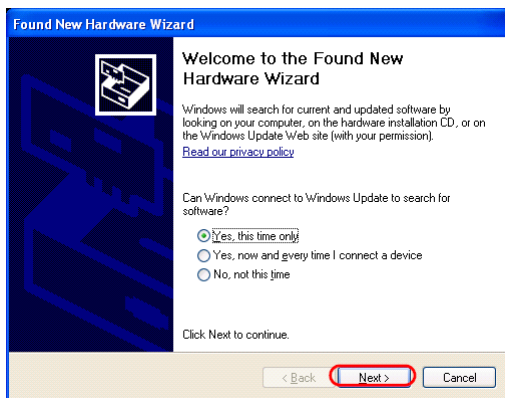 Found New Hardware Wizard
Welcome to the Found New
Hardware Wizard
Windows will search for current and updated software by
looking on your computer, on the hardware installation CD, or on
the Windows Update Web site (with your permission).
Read our privacy policy
Can Windows connect to Windows Update to search for
software?
Yes, this time only
Yes, now and every time I connect a device
No, not this time
Click Next to continue.
< Back
Next >
Cancel